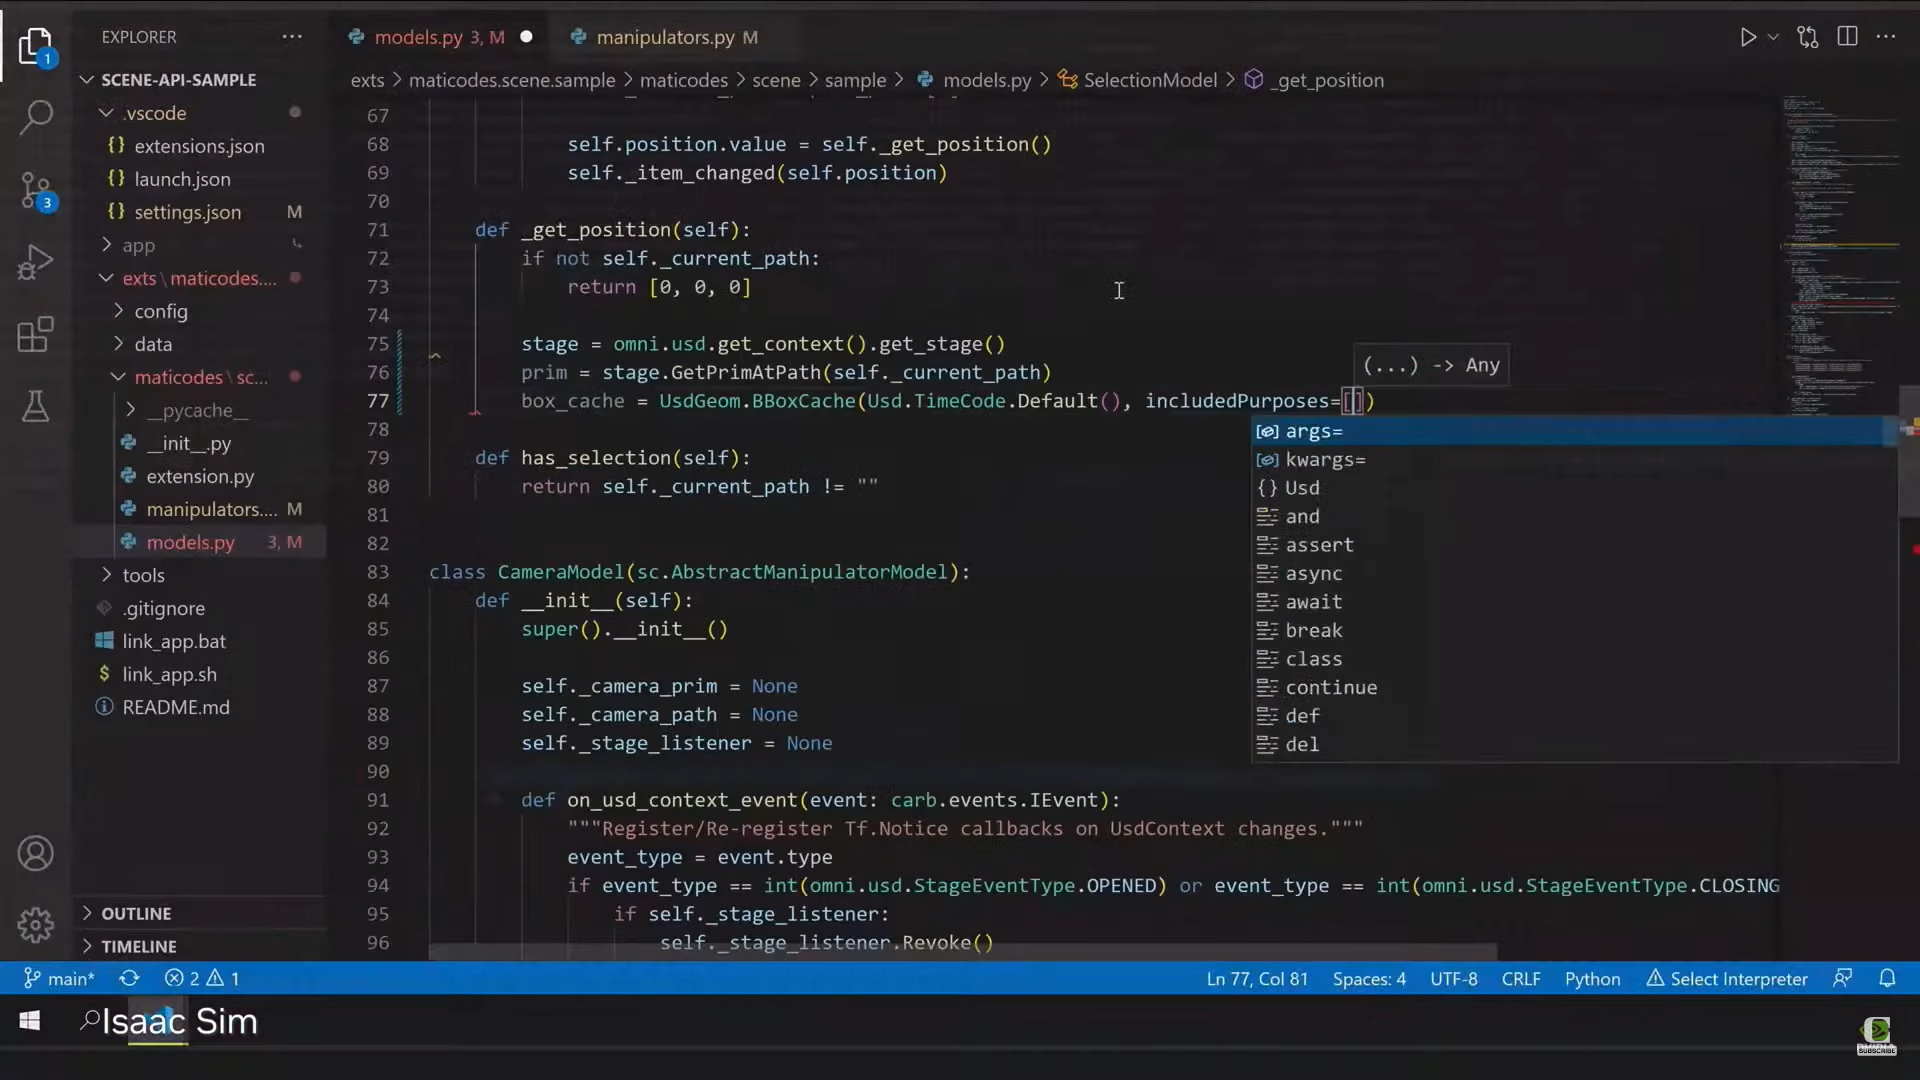 EXPLORER
SCENE-API-SAMPLE
.vscode
extensions.json
launch.json
settings.json M
app
exts \ maticodes....
config
data
maticodes \ sc...
__pycache__
__init__.py
extension.py
manipulators.... M
models.py 3, M
tools
.gitignore
link_app.bat
link_app.sh
README.md
OUTLINE
TIMELINE
1
3
models.py 3, M
manipulators.py M
exts > maticodes.scene.sample > maticodes > scene > sample > models.py > SelectionModel > _get_position
67
68 self.position.value = self._get_position()
69 self._item_changed(self.position)
70
71 def _get_position(self):
72 if not self._current_path:
73 return [0, 0, 0]
74
75 stage = omni.usd.get_context().get_stage()
76 prim = stage.GetPrimAtPath(self._current_path)
77 box_cache = UsdGeom.BBoxCache(Usd.TimeCode.Default(), includedPurposes=[])
78
79 def has_selection(self):
80 return self._current_path != ""
81
82
83 class CameraModel(sc.AbstractManipulatorModel):
84 def __init__(self):
85 super().__init__()
86
87 self._camera_prim = None
88 self._camera_path = None
89 self._stage_listener = None
90
91 def on_usd_context_event(event: carb.events.IEvent):
92 """Register/Re-register Tf.Notice callbacks on UsdContext changes."""
93 event_type = event.type
94 if event_type == int(omni.usd.StageEventType.OPENED) or event_type == int(omni.usd.StageEventType.CLOSING
95 if self._stage_listener:
96 self._stage_listener.Revoke()
(...) -> Any
args=
kwargs=
{} Usd
and
assert
async
await
break
class
continue
def
del
main* 2 1
Ln 77, Col 81 Spaces: 4 UTF-8 CRLF Python Select Interpreter
Isaac Sim
SUBSCRIBE